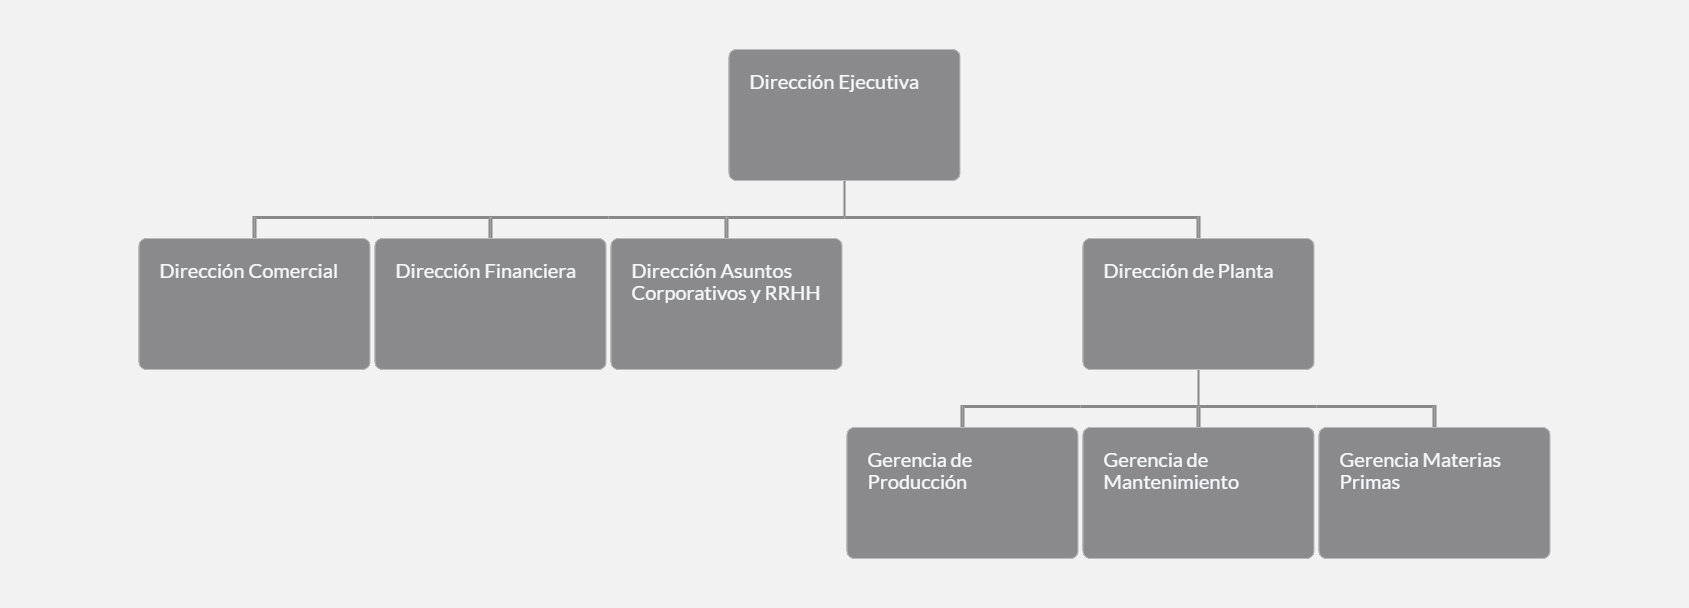 Dirección Ejecutiva
Dirección Comercial
Dirección Financiera
Dirección Asuntos
Corporativos y RRHH
Dirección de Planta
Gerencia de
Producción
Gerencia de
Mantenimiento
Gerencia Materias
Primas